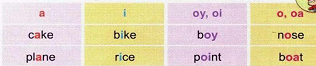 a i oy, oi o, oa
cake bike boy nose
plane rice point boat